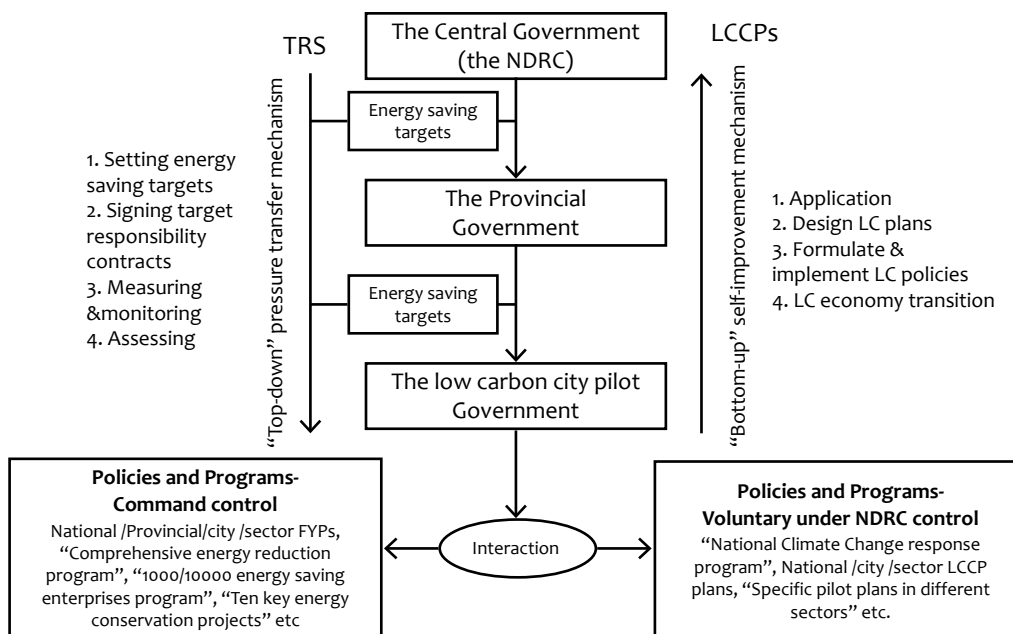 TRS
The Central Government
(the NDRC)
LCCPs
Energy saving
targets
"Top-down" pressure transfer mechanism
1. Setting energy
saving targets
2. Signing target
responsibility
contracts
3. Measuring
&monitoring
4. Assessing
The Provincial
Government
"Bottom-up" self-improvement mechanism
1. Application
2. Design LC plans
3. Formulate &
implement LC policies
4. LC economy transition
Energy saving
targets
The low carbon city pilot
Government
Policies and Programs-
Command control
National /Provincial/city /sector FYPs,
“Comprehensive energy reduction
program”, “1000/10000 energy saving
enterprises program”, “Ten key energy
conservation projects” etc
Interaction
Policies and Programs-
Voluntary under NDRC control
“National Climate Change response
program”, National /city /sector LCCP
plans, “Specific pilot plans in different
sectors” etc.